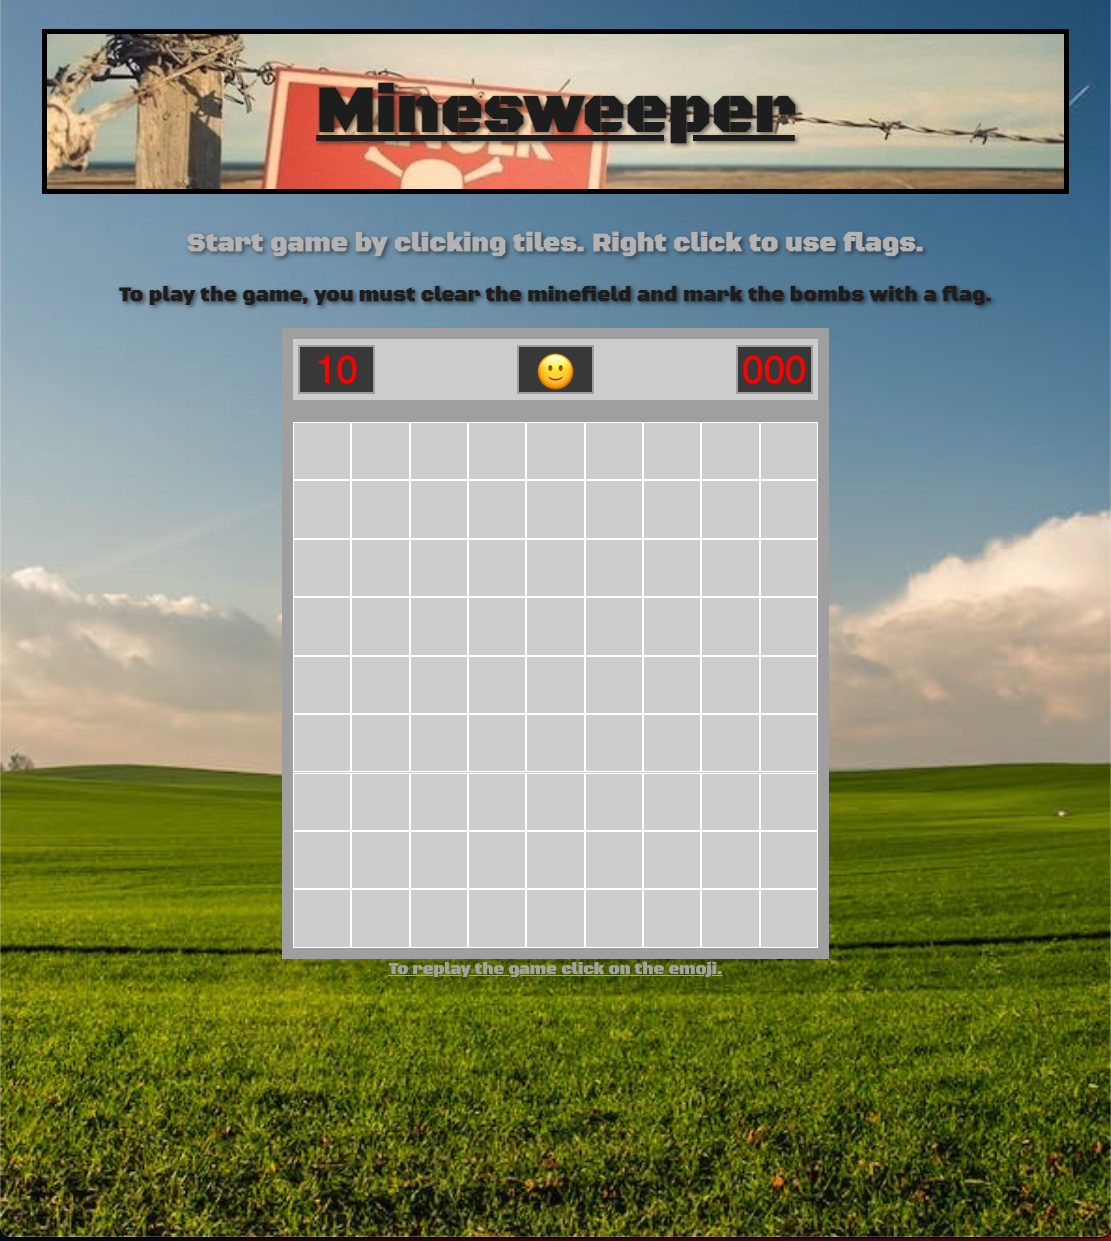 Minesweeper
Start game by clicking tiles. Right click to use flags.
To play the game, you must clear the minefield and mark the bombs with a flag.
10 000
To replay the game click on the emoji.